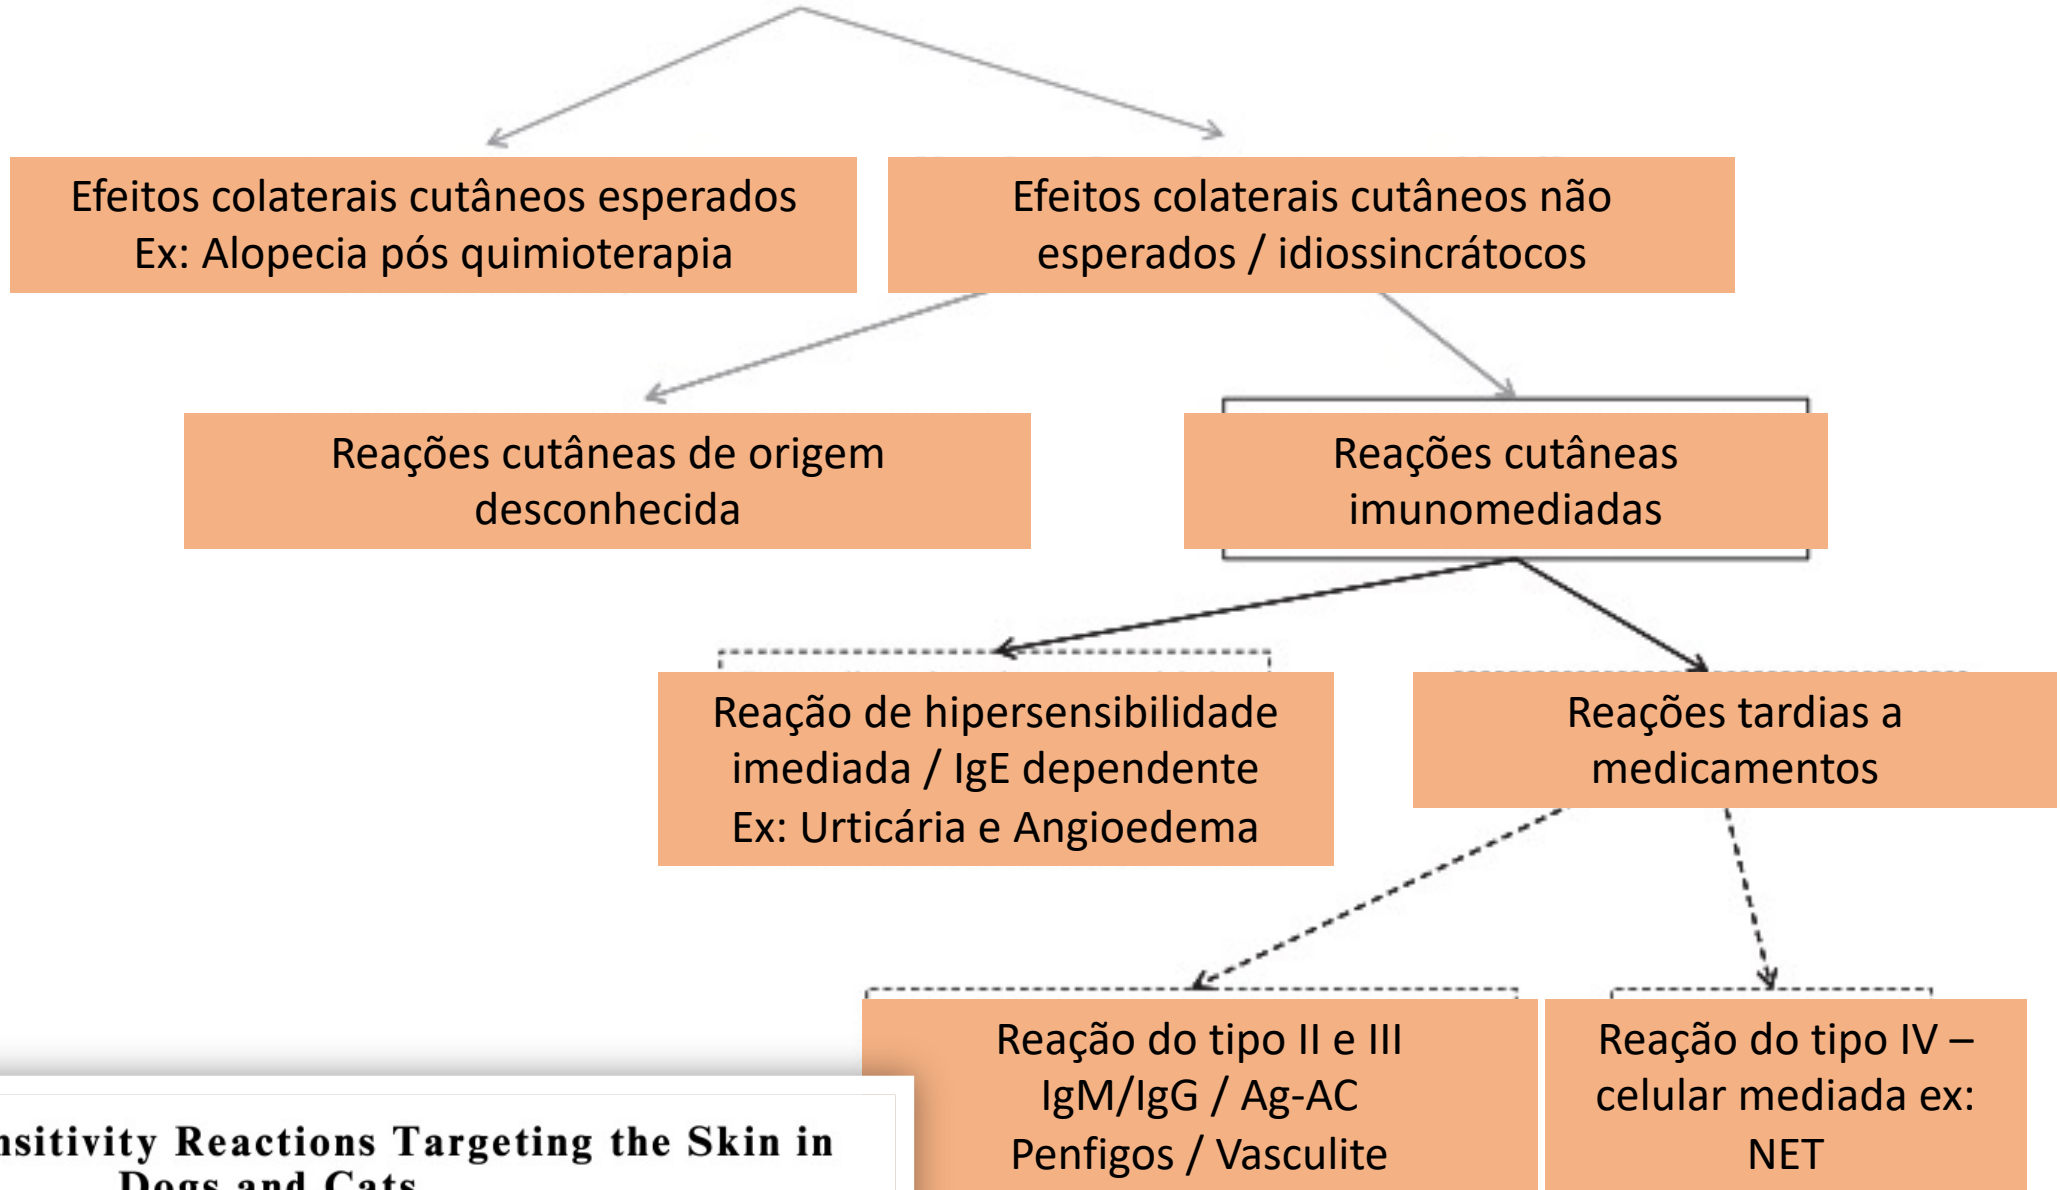 Efeitos colaterais cutâneos esperados
Ex: Alopecia pós quimioterapia
Efeitos colaterais cutâneos não
esperados / idiossincrátocos
Reações cutâneas de origem
desconhecida
Reações cutâneas
imunomediadas
Reação de hipersensibilidade
imediada / IgE dependente
Ex: Urticária e Angioedema
Reações tardias a
medicamentos
Reação do tipo II e III
IgM/IgG / Ag-AC
Penfigos / Vasculite
Reação do tipo IV –
celular mediada ex:
NET
Reactions Targeting the Skin in
Dogs and Cats